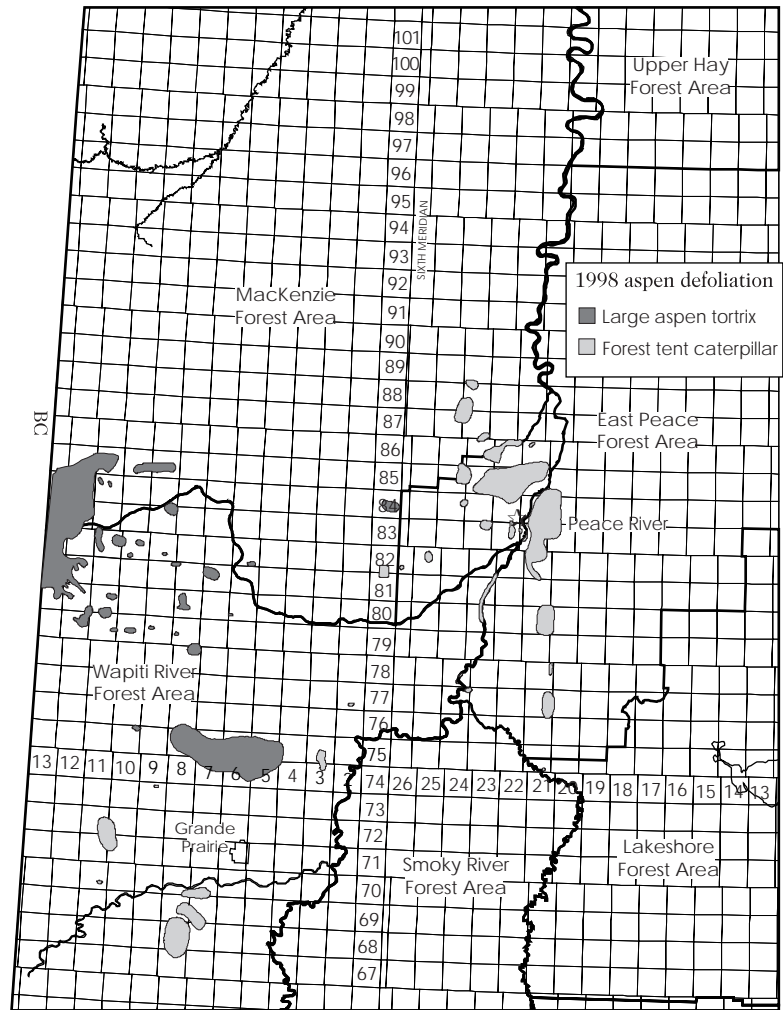 101
100
99
98
97
96
95
94
93
92
91
90
89
88
87
86
85
84
83
82
81
80
79
78
77
76
75
74
73
72
71
70
69
68
67
SIXTH MERIDIAN
Upper Hay
Forest Area
MacKenzie
Forest Area
1998 aspen defoliation
Large aspen tortrix
Forest tent caterpillar
BC
East Peace
Forest Area
Peace River
Wapiti River
Forest Area
13 12 11 10 9 8 7 6 5 4 3 2
26 25 24 23 22 21 20 19 18 17 16 15 14 13
Grande
Prairie
Smoky River
Forest Area
Lakeshore
Forest Area